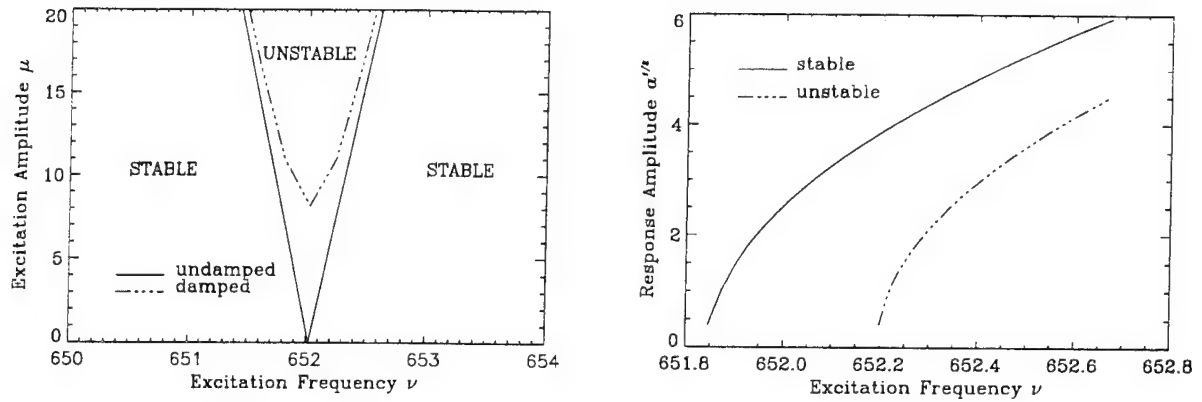 20
15
10
5
0
Excitation Amplitude μ
UNSTABLE
STABLE
STABLE
undamped
damped
650
651
652
653
654
Excitation Frequency ν
6
4
2
0
Response Amplitude a^1/2
stable
unstable
651.8
652.0
652.2
652.4
652.6
652.8
Excitation Frequency ν